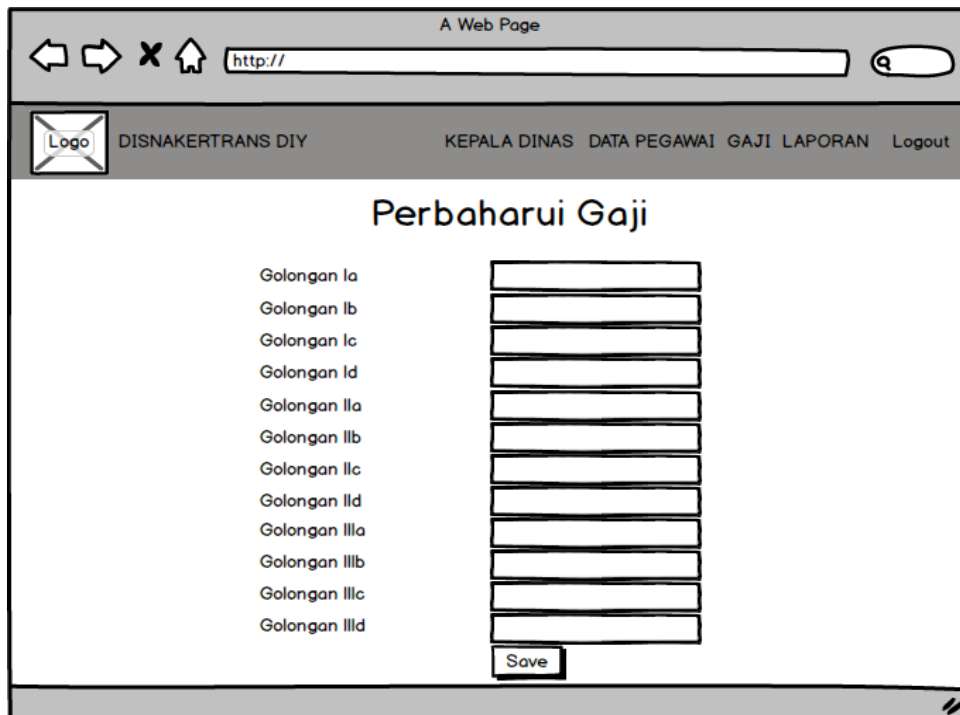 A Web Page
http://
Logo DISNAKERTRANS DIY KEPALA DINAS DATA PEGAWAI GAJI LAPORAN Logout
Perbaharui Gaji
Golongan Ia
Golongan Ib
Golongan Ic
Golongan Id
Golongan IIa
Golongan IIb
Golongan IIc
Golongan IId
Golongan IIIa
Golongan IIIb
Golongan IIIc
Golongan IIId
Save